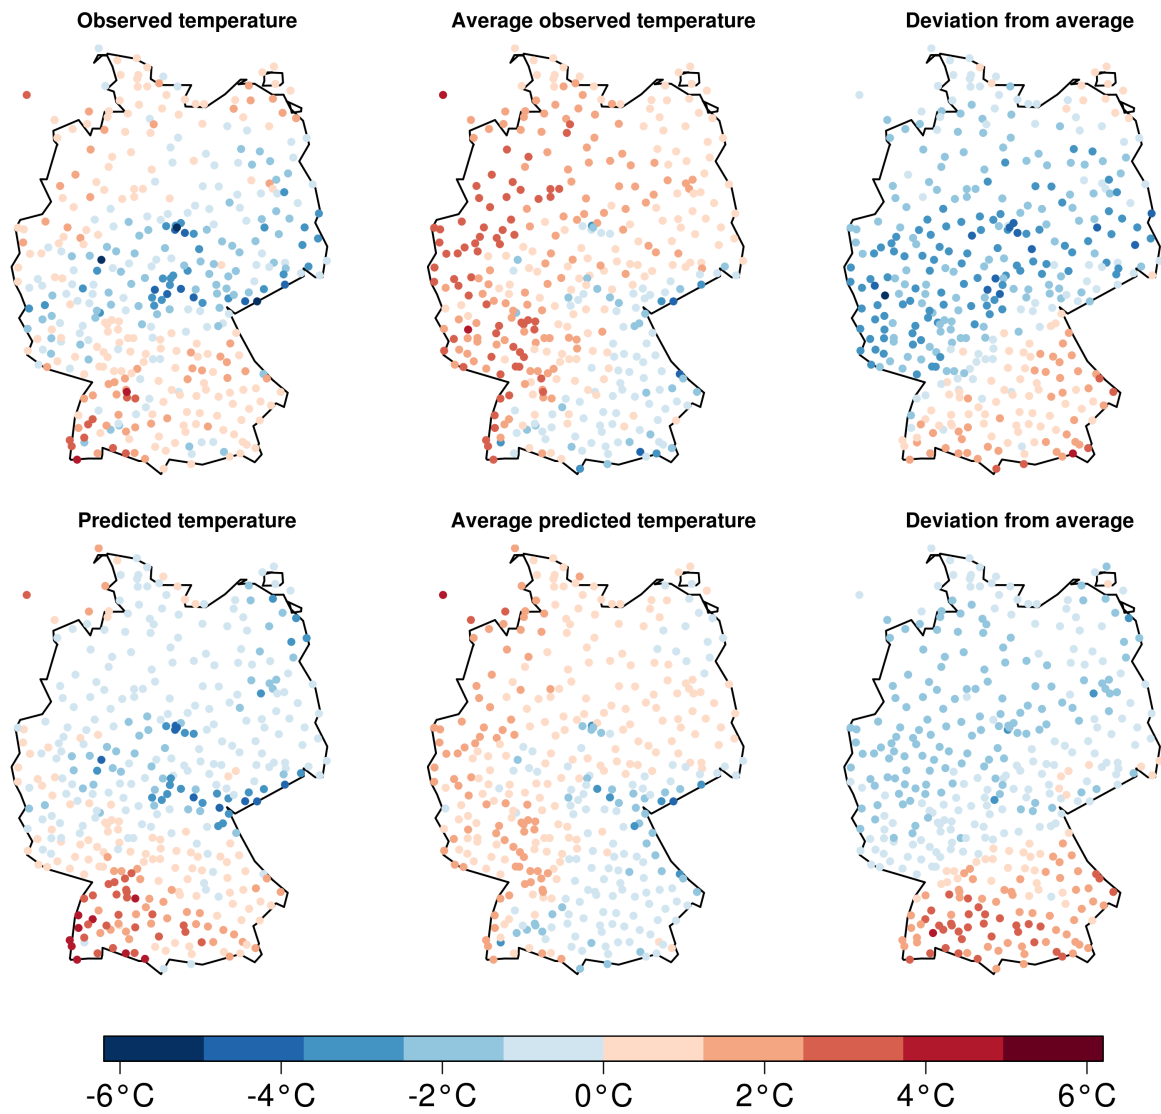 Observed temperature
Average observed temperature
Deviation from average
Predicted temperature
Average predicted temperature
Deviation from average
-6°C -4°C -2°C 0°C 2°C 4°C 6°C